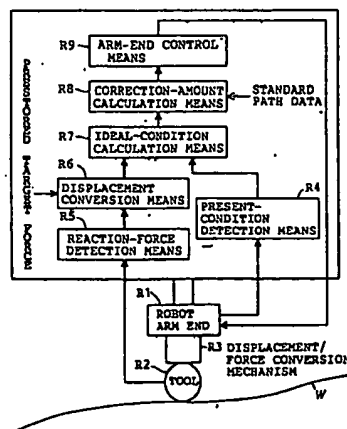 R9
ARM-END CONTROL
MEANS
R8
CORRECTION-AMOUNT
CALCULATION MEANS
STANDARD
PATH DATA
R7
IDEAL-CONDITION
CALCULATION MEANS
R6
DISPLACEMENT
CONVERSION MEANS
R4
PRESENT-
CONDITION
DETECTION MEANS
R5
REACTION-FORCE
DETECTION MEANS
R1
ROBOT
ARM END
R3 DISPLACEMENT/
FORCE CONVERSION
MECHANISM
R2
TOOL
W